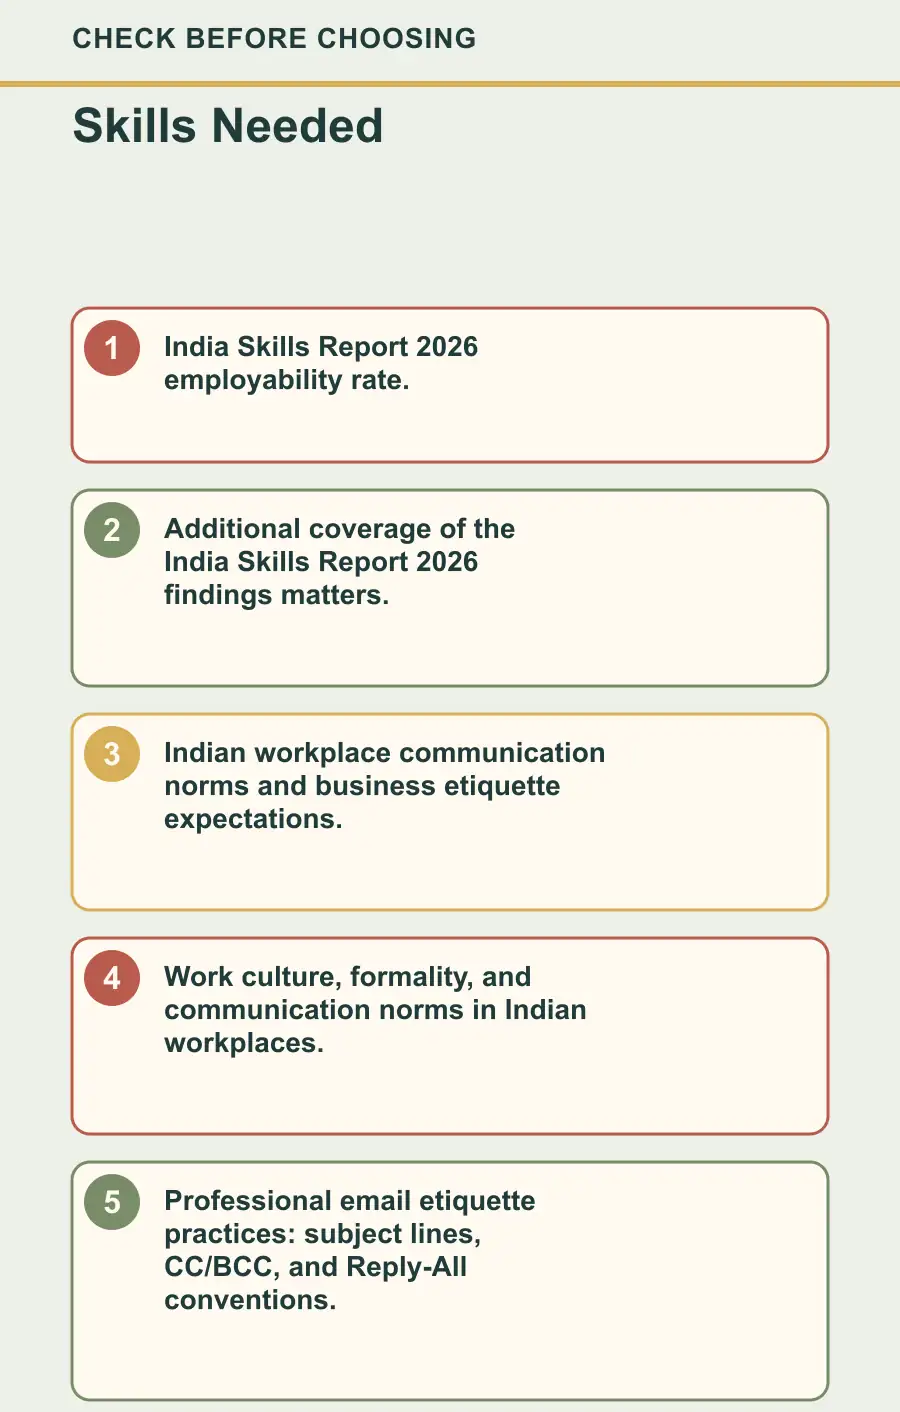 CHECK BEFORE CHOOSING
Skills Needed
1
India Skills Report 2026
employability rate.
2
Additional coverage of the
India Skills Report 2026
findings matters.
3
Indian workplace communication
norms and business etiquette
expectations.
4
Work culture, formality, and
communication norms in Indian
workplaces.
5
Professional email etiquette
practices: subject lines,
CC/BCC, and Reply-All
conventions.